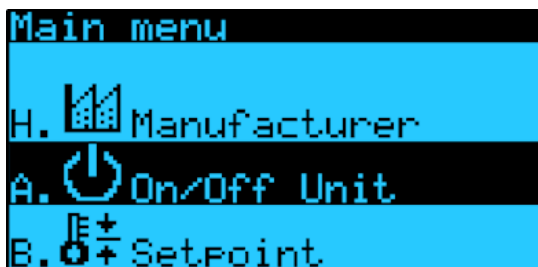 Main menu
H. Manufacturer
A. On/Off Unit
B. Setpoint